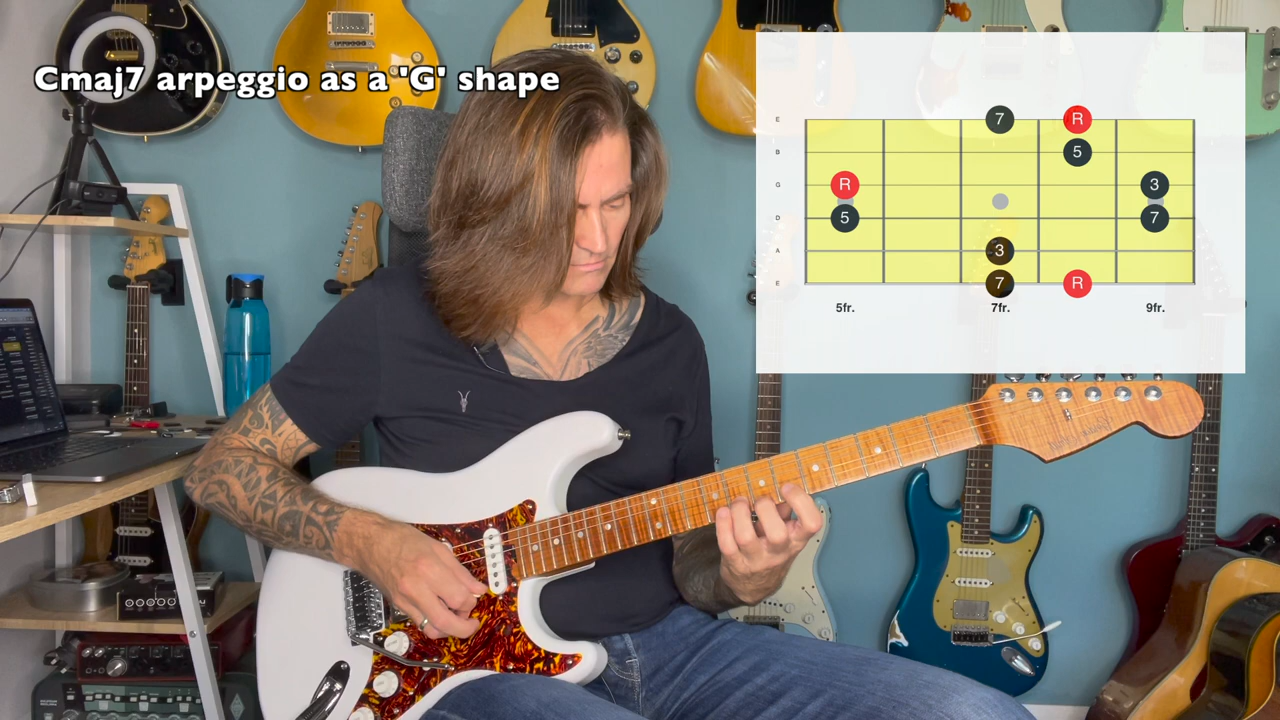 Cmaj7 arpeggio as a 'G' shape
E 7 R
B 5
G R 3
D 5 7
A 3
E 7 R
5fr. 7fr. 9fr.